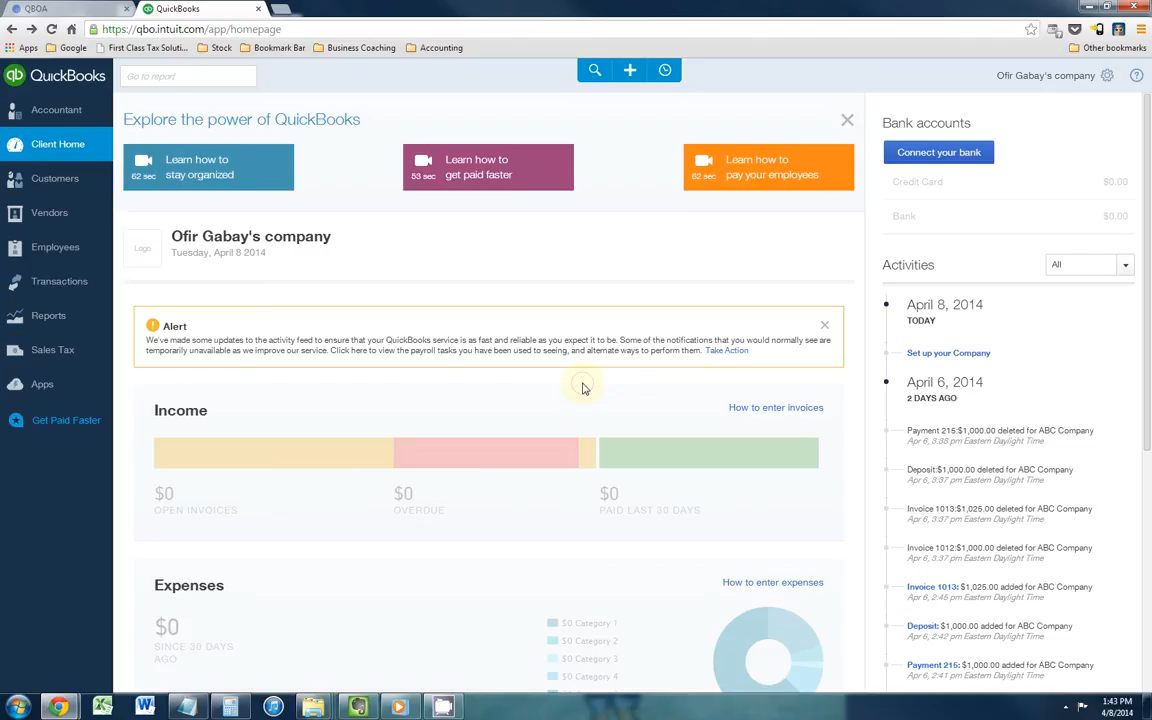 QBOA
QuickBooks
https://qbo.intuit.com/app/homepage
Apps Google First Class Tax Soluti... Stock Bookmark Bar Business Coaching Accounting Other bookmarks
qb QuickBooks
Go to report
Ofir Gabay's company
?
Accountant
Client Home
Customers
Vendors
Employees
Transactions
Reports
Sales Tax
Apps
Get Paid Faster
Explore the power of QuickBooks
62 sec
Learn how to
stay organized
53 sec
Learn how to
get paid faster
62 sec
Learn how to
pay your employees
Logo
Ofir Gabay's company
Tuesday, April 8 2014
Alert
We've made some updates to the activity feed to ensure that your QuickBooks service is as fast and reliable as you expect it to be. Some of the notifications that you would normally see are
temporarily unavailable as we improve our service. Click here to view the payroll tasks you have been used to seeing, and alternate ways to perform them. Take Action
Income
How to enter invoices
$0
OPEN INVOICES
$0
OVERDUE
$0
PAID LAST 30 DAYS
Expenses
How to enter expenses
$0
SINCE 30 DAYS
AGO
$0 Category 1
$0 Category 2
$0 Category 3
$0 Category 4
Bank accounts
Connect your bank
Credit Card $0.00
Bank $0.00
Activities
All
April 8, 2014
TODAY
Set up your Company
April 6, 2014
2 DAYS AGO
Payment 215:$1,000.00 deleted for ABC Company
Apr 6, 3:38 pm Eastern Daylight Time
Deposit:$1,000.00 deleted for ABC Company
Apr 6, 3:37 pm Eastern Daylight Time
Invoice 1013:$1,025.00 deleted for ABC Company
Apr 6, 3:37 pm Eastern Daylight Time
Invoice 1012:$1,000.00 deleted for ABC Company
Apr 6, 3:37 pm Eastern Daylight Time
Invoice 1013: $1,025.00 added for ABC Company
Apr 6, 2:45 pm Eastern Daylight Time
Deposit: $1,000.00 added for ABC Company
Apr 6, 2:42 pm Eastern Daylight Time
Payment 215: $1,000.00 added for ABC Company
Apr 6, 2:41 pm Eastern Daylight Time
1:43 PM
4/8/2014